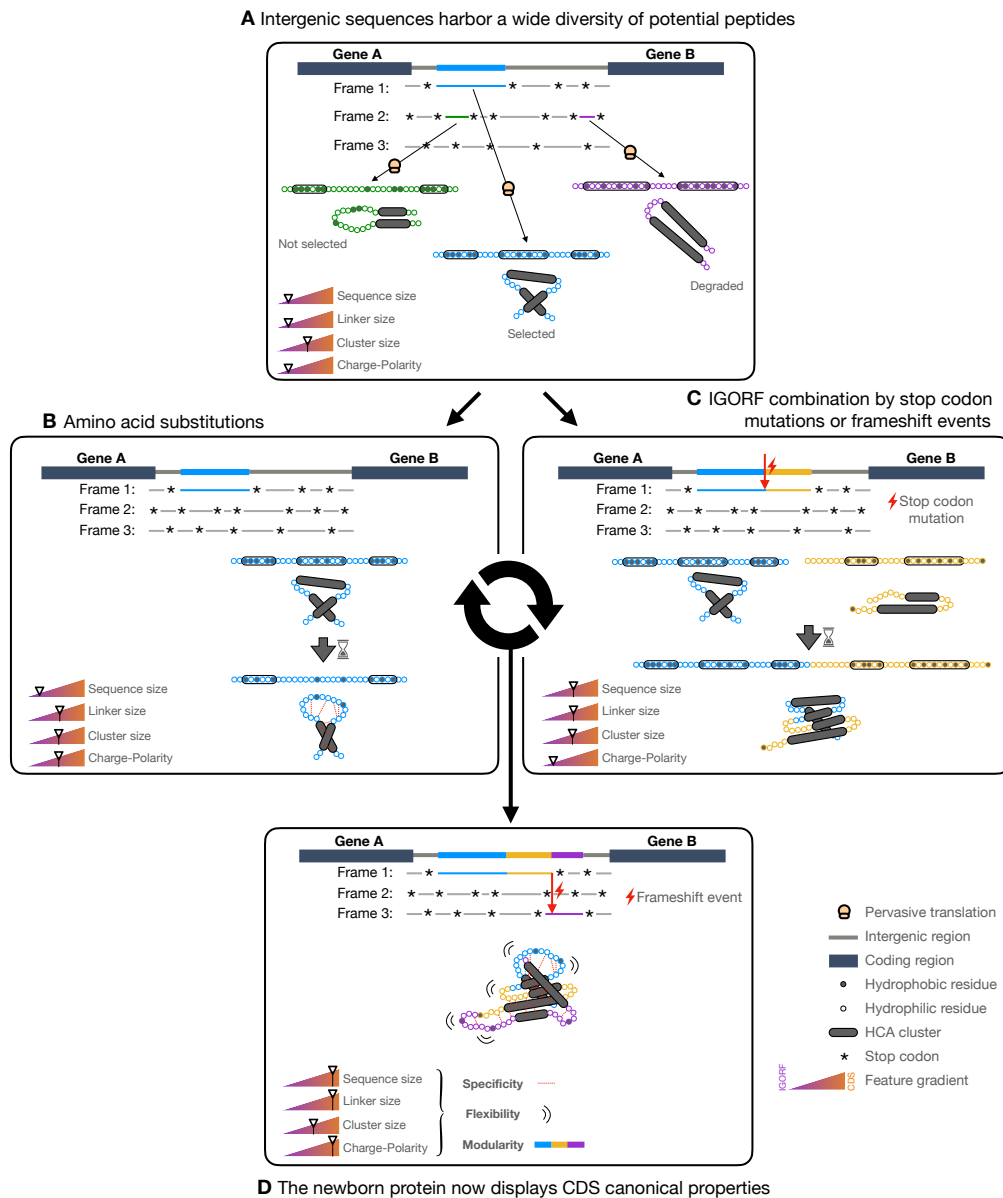 A Intergenic sequences harbor a wide diversity of potential peptides
Gene A
Gene B
Frame 1:
* * * *
Frame 2:
* * * * * * *
Frame 3:
* * * * *
Not selected
Selected
Degraded
Sequence size
Linker size
Cluster size
Charge-Polarity
B Amino acid substitutions
Gene A
Gene B
Frame 1:
* * * *
Frame 2:
* * * * * * *
Frame 3:
* * * * *
Sequence size
Linker size
Cluster size
Charge-Polarity
C IGORF combination by stop codon
mutations or frameshift events
Gene A
Gene B
Frame 1:
* * *
Frame 2:
* * * * * * *
Frame 3:
* * * * *
Stop codon
mutation
Sequence size
Linker size
Cluster size
Charge-Polarity
Gene A
Gene B
Frame 1:
* * *
Frame 2:
* * * * * * *
Frame 3:
* * * * *
Frameshift event
Sequence size
Linker size
Cluster size
Charge-Polarity
Specificity
Flexibility
Modularity
Pervasive translation
Intergenic region
Coding region
Hydrophobic residue
Hydrophilic residue
HCA cluster
* Stop codon
IGORF
CDS
Feature gradient
D The newborn protein now displays CDS canonical properties